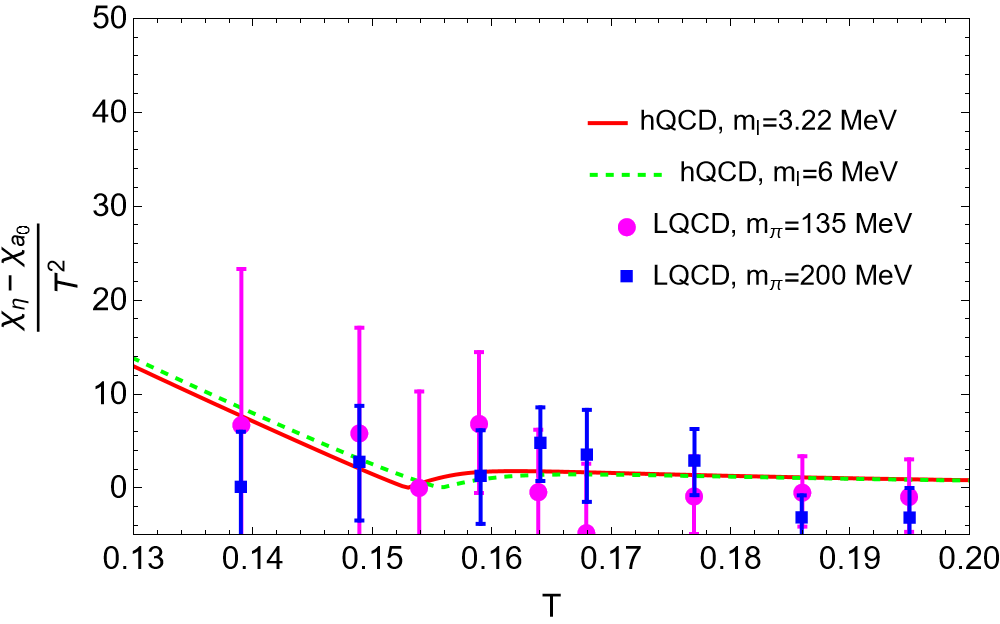 50
40
30
20
10
0
χη − χa0
T2
hQCD, ml=3.22 MeV
hQCD, ml=6 MeV
LQCD, mπ=135 MeV
LQCD, mπ=200 MeV
0.13 0.14 0.15 0.16 0.17 0.18 0.19 0.20
T